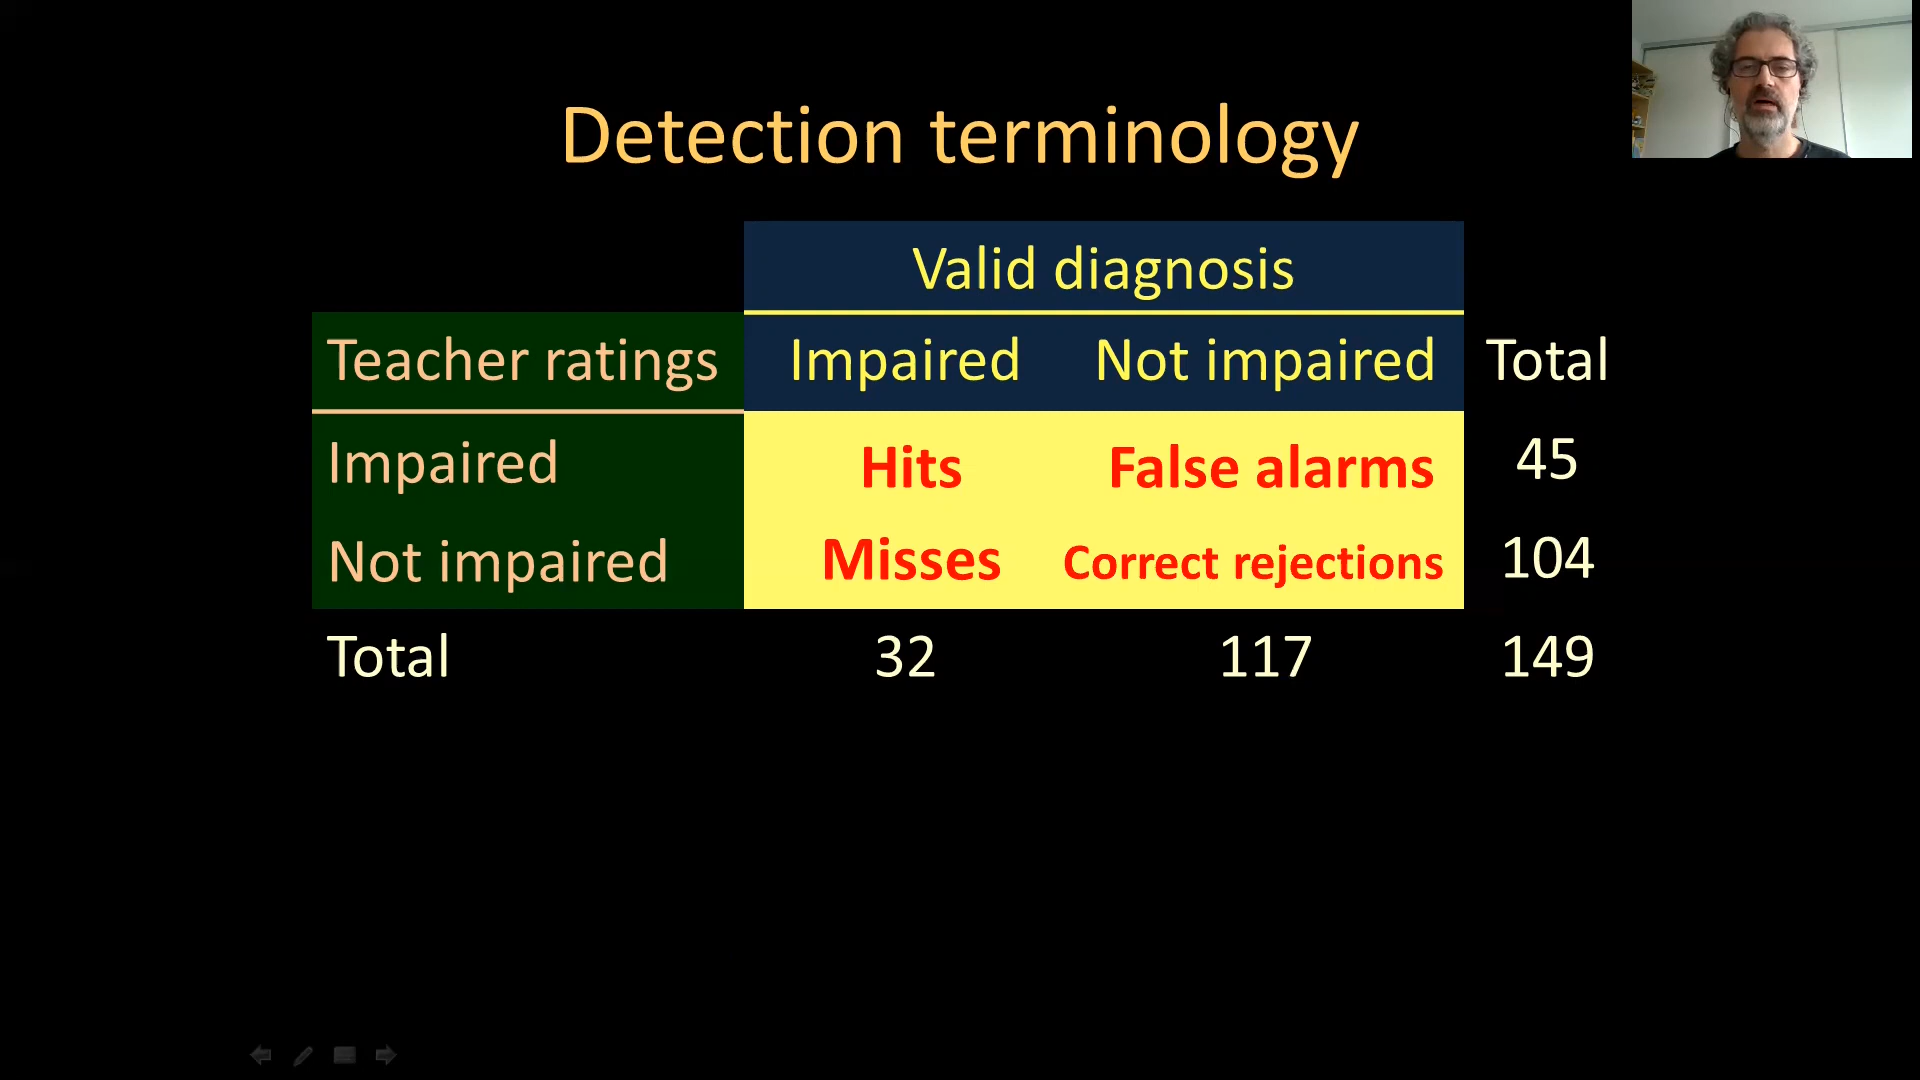 Detection terminology
Valid diagnosis
Teacher ratings Impaired Not impaired Total
Impaired Hits False alarms 45
Not impaired Misses Correct rejections 104
Total 32 117 149